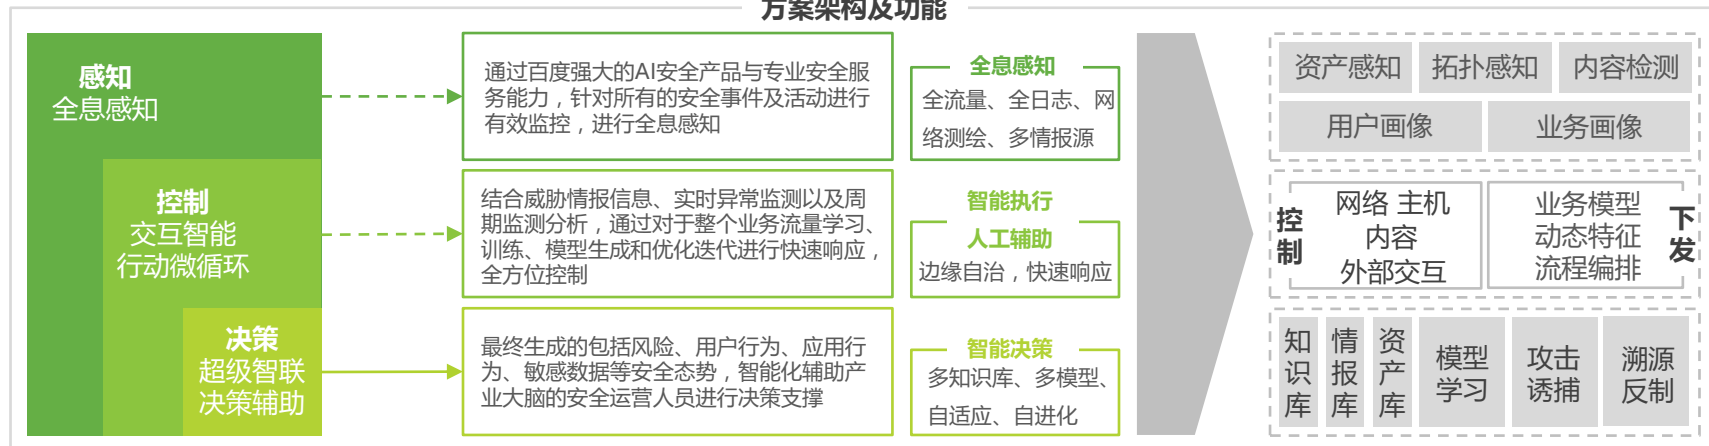 方案架构及功能
感知
全息感知
通过百度强大的AI安全产品与专业安全服
务能力，针对所有的安全事件及活动进行
有效监控，进行全息感知
全息感知
全流量、全日志、网
络测绘、多情报源
资产感知
拓扑感知
内容检测
用户画像
业务画像
控制
交互智能
行动微循环
结合威胁情报信息、实时异常监测以及周
期监测分析，通过对于整个业务流量学习、
训练、模型生成和优化迭代进行快速响应，
全方位控制
智能执行
人工辅助
边缘自治，快速响应
控
制
网络 主机
内容
外部交互
业务模型
动态特征
流程编排
下
发
决策
超级智联
决策辅助
最终生成的包括风险、用户行为、应用行
为、敏感数据等安全态势，智能化辅助产
业大脑的安全运营人员进行决策支撑
智能决策
多知识库、多模型、
自适应、自进化
知
识
库
情
报
库
资
产
库
模型
学习
攻击
诱捕
溯源
反制